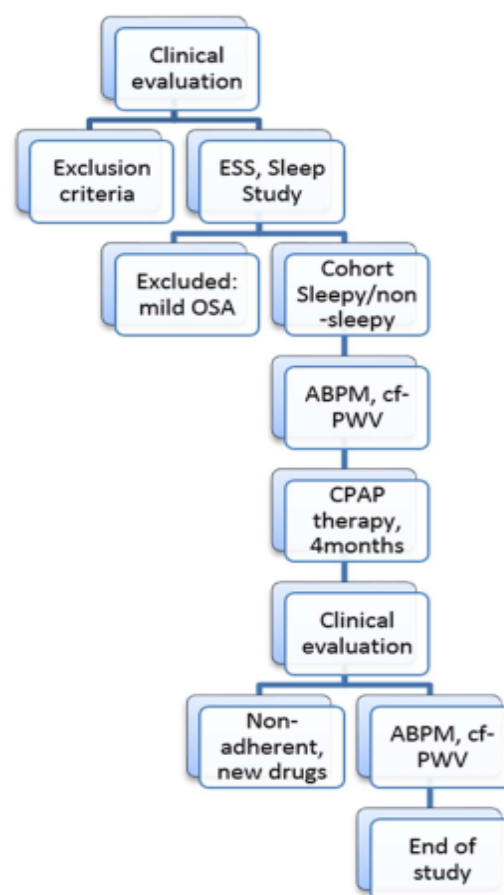 Clinical
evaluation
Exclusion
criteria
ESS, Sleep
Study
Excluded:
mild OSA
Cohort
Sleepy/non
-sleepy
ABPM, cf-
PWV
CPAP
therapy,
4months
Clinical
evaluation
Non-
adherent,
new drugs
ABPM, cf-
PWV
End of
study